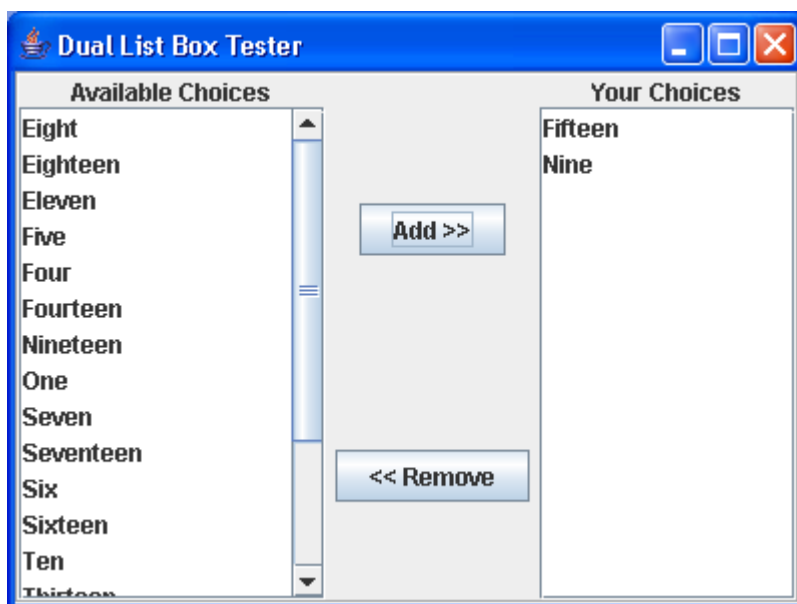 Dual List Box Tester
Available Choices
Eight
Eighteen
Eleven
Five
Four
Fourteen
Nineteen
One
Seven
Seventeen
Six
Sixteen
Ten
Thirteen
Add >>
<< Remove
Your Choices
Fifteen
Nine